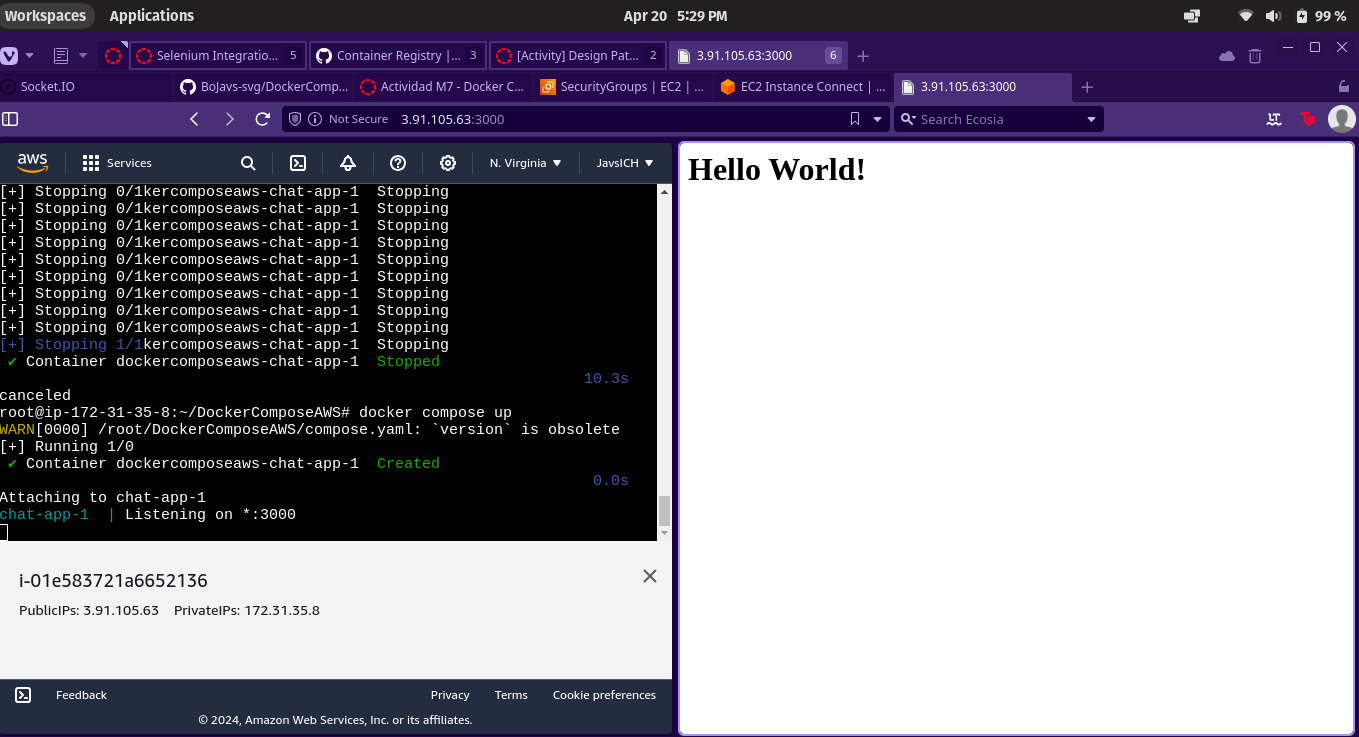 Workspaces Applications Apr 20 5:29 PM 99 %
Selenium Integratio... 5 Container Registry |... 3 [Activity] Design Pat... 2 3.91.105.63:3000 6
Socket.IO BoJavs-svg/DockerComp... Actividad M7 - Docker C... SecurityGroups | EC2 | ... EC2 Instance Connect | ... 3.91.105.63:3000
Not Secure 3.91.105.63:3000 Search Ecosia
aws Services N. Virginia JavsICH
Hello World!
[+] Stopping 0/1kercomposeaws-chat-app-1 Stopping
[+] Stopping 0/1kercomposeaws-chat-app-1 Stopping
[+] Stopping 0/1kercomposeaws-chat-app-1 Stopping
[+] Stopping 0/1kercomposeaws-chat-app-1 Stopping
[+] Stopping 0/1kercomposeaws-chat-app-1 Stopping
[+] Stopping 0/1kercomposeaws-chat-app-1 Stopping
[+] Stopping 0/1kercomposeaws-chat-app-1 Stopping
[+] Stopping 0/1kercomposeaws-chat-app-1 Stopping
[+] Stopping 0/1kercomposeaws-chat-app-1 Stopping
[+] Stopping 1/1kercomposeaws-chat-app-1 Stopping
✔ Container dockercomposeaws-chat-app-1 Stopped
10.3s
canceled
root@ip-172-31-35-8:~/DockerComposeAWS# docker compose up
WARN[0000] /root/DockerComposeAWS/compose.yaml: `version` is obsolete
[+] Running 1/0
✔ Container dockercomposeaws-chat-app-1 Created
0.0s
Attaching to chat-app-1
chat-app-1 | Listening on *:3000
i-01e583721a6652136
PublicIPs: 3.91.105.63 PrivateIPs: 172.31.35.8
Feedback Privacy Terms Cookie preferences
© 2024, Amazon Web Services, Inc. or its affiliates.